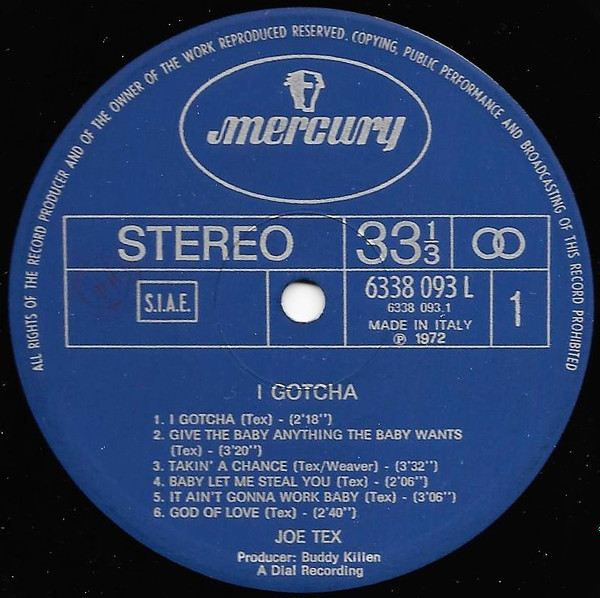 ALL RIGHTS OF THE RECORD PRODUCER AND OF THE OWNER OF THE WORK REPRODUCED RESERVED. COPYING, PUBLIC PERFORMANCE AND BROADCASTING OF THIS RECORD PROHIBITED
mercury
STEREO 33 1/3
S.I.A.E. 6338 093 L 1
6338 093.1
MADE IN ITALY
℗ 1972
I GOTCHA
1. I GOTCHA (Tex) - (2'18'')
2. GIVE THE BABY ANYTHING THE BABY WANTS
(Tex) - (3'20'')
3. TAKIN' A CHANCE (Tex/Weaver) - (3'32'')
4. BABY LET ME STEAL YOU (Tex) - (2'06'')
5. IT AIN'T GONNA WORK BABY (Tex) - (3'06'')
6. GOD OF LOVE (Tex) - (2'40'')
JOE TEX
Producer: Buddy Killen
A Dial Recording